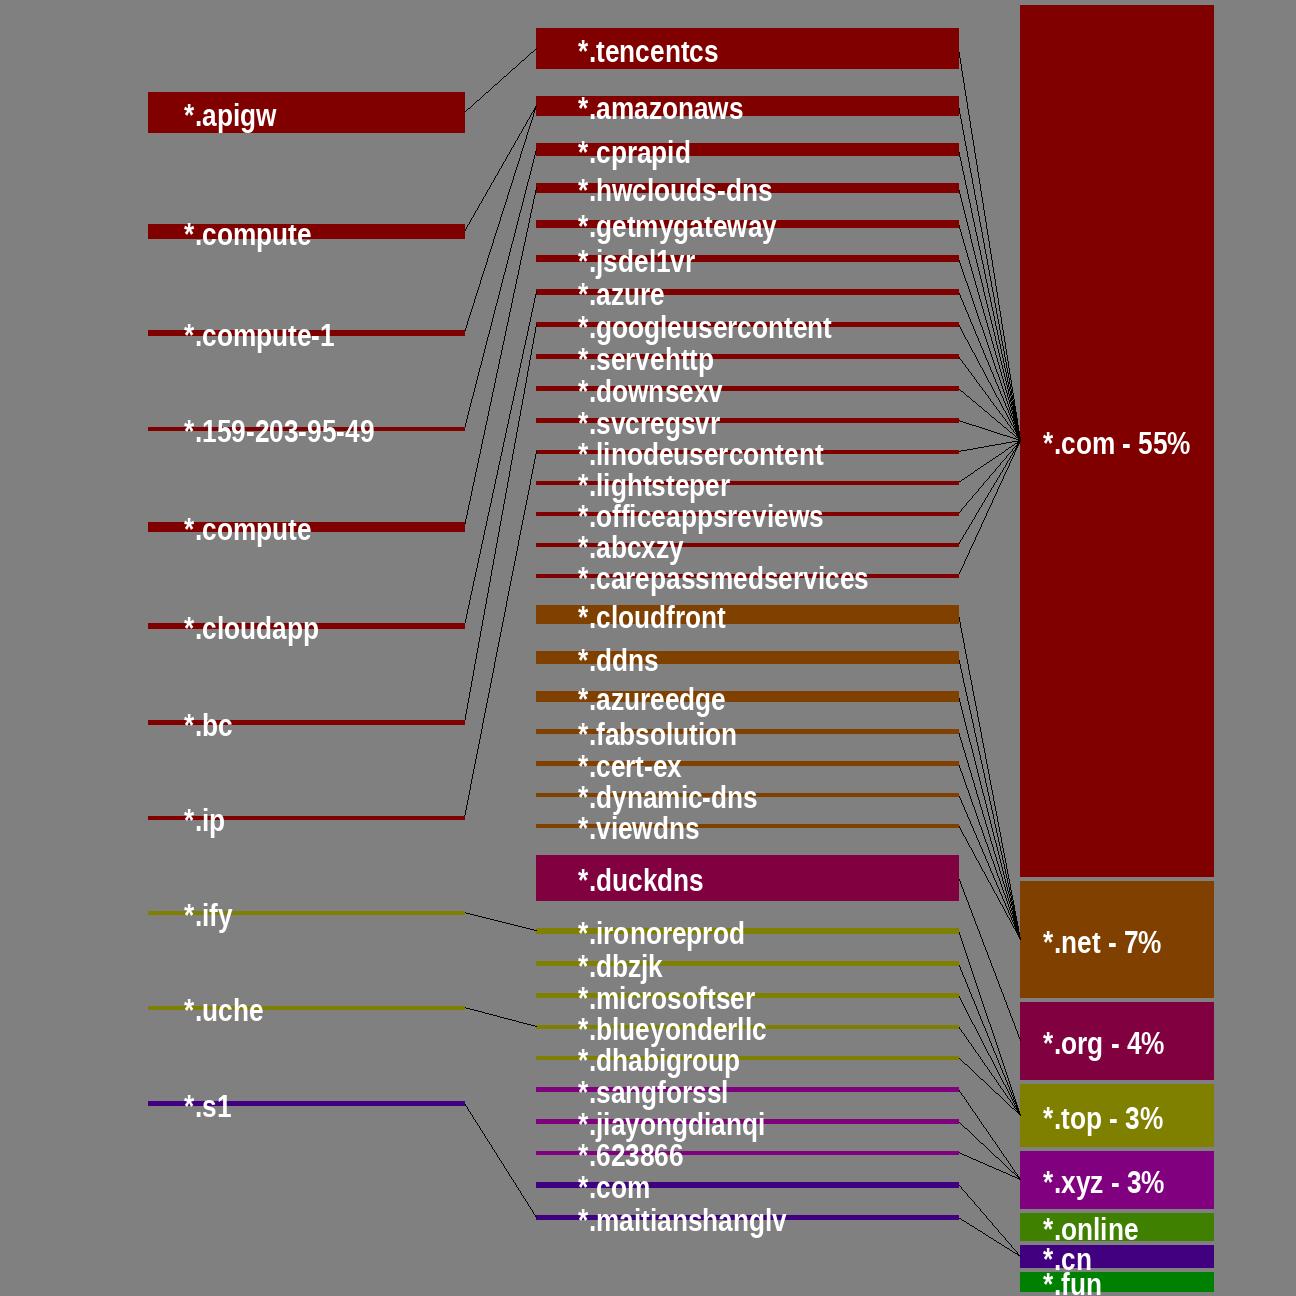 *.apigw
*.compute
*.compute-1
*.159-203-95-49
*.compute
*.cloudapp
*.bc
*.ip
*.ify
*.uche
*.s1
*.tencentcs
*.amazonaws
*.cprapid
*.hwclouds-dns
*.getmygateway
*.jsdel1vr
*.azure
*.googleusercontent
*.servehttp
*.downsexv
*.svcregsvr
*.linodeusercontent
*.lightsteper
*.officeappsreviews
*.abcxzy
*.carepassmedservices
*.cloudfront
*.ddns
*.azureedge
*.fabsolution
*.cert-ex
*.dynamic-dns
*.viewdns
*.duckdns
*.ironoreprod
*.dbzjk
*.microsoftser
*.blueyonderllc
*.dhabigroup
*.sangforssl
*.jiayongdianqi
*.623866
*.com
*.maitianshanglv
*.com - 55%
*.net - 7%
*.org - 4%
*.top - 3%
*.xyz - 3%
*.online
*.cn
*.fun